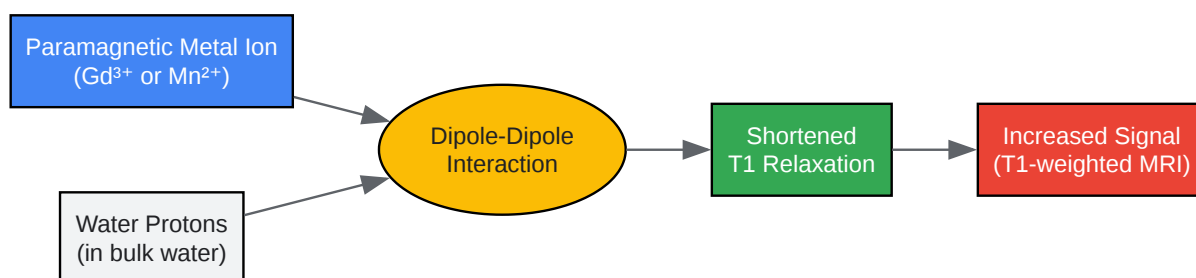 Paramagnetic Metal Ion
(Gd³⁺ or Mn²⁺)
Water Protons
(in bulk water)
Dipole-Dipole
Interaction
Shortened
T1 Relaxation
Increased Signal
(T1-weighted MRI)